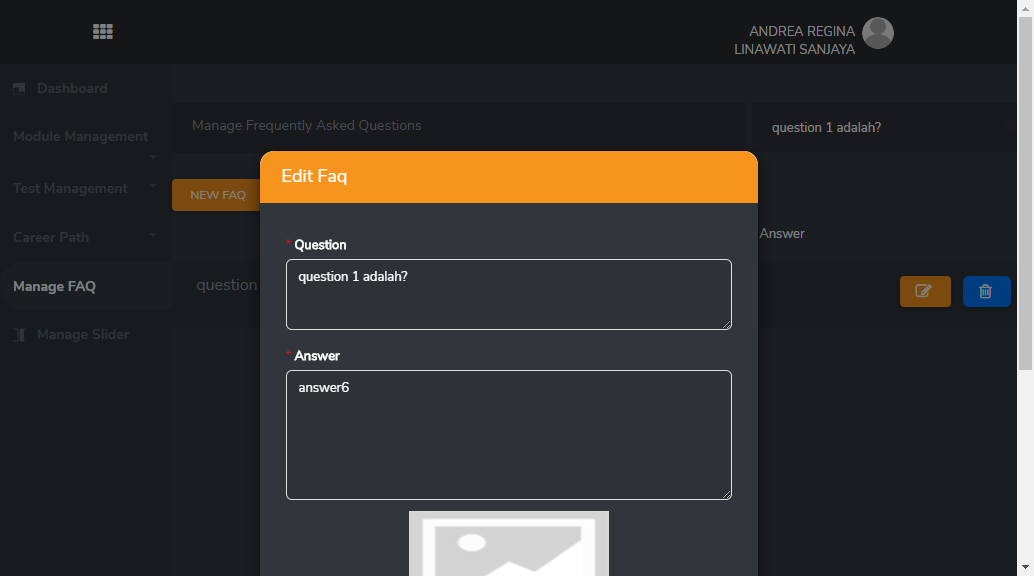 ANDREA REGINA
LINAWATI SANJAYA
Dashboard
Module Management
Test Management
Career Path
Manage FAQ
Manage Slider
Manage Frequently Asked Questions
question 1 adalah?
NEW FAQ
Answer
question
Edit Faq
* Question
question 1 adalah?
* Answer
answer6